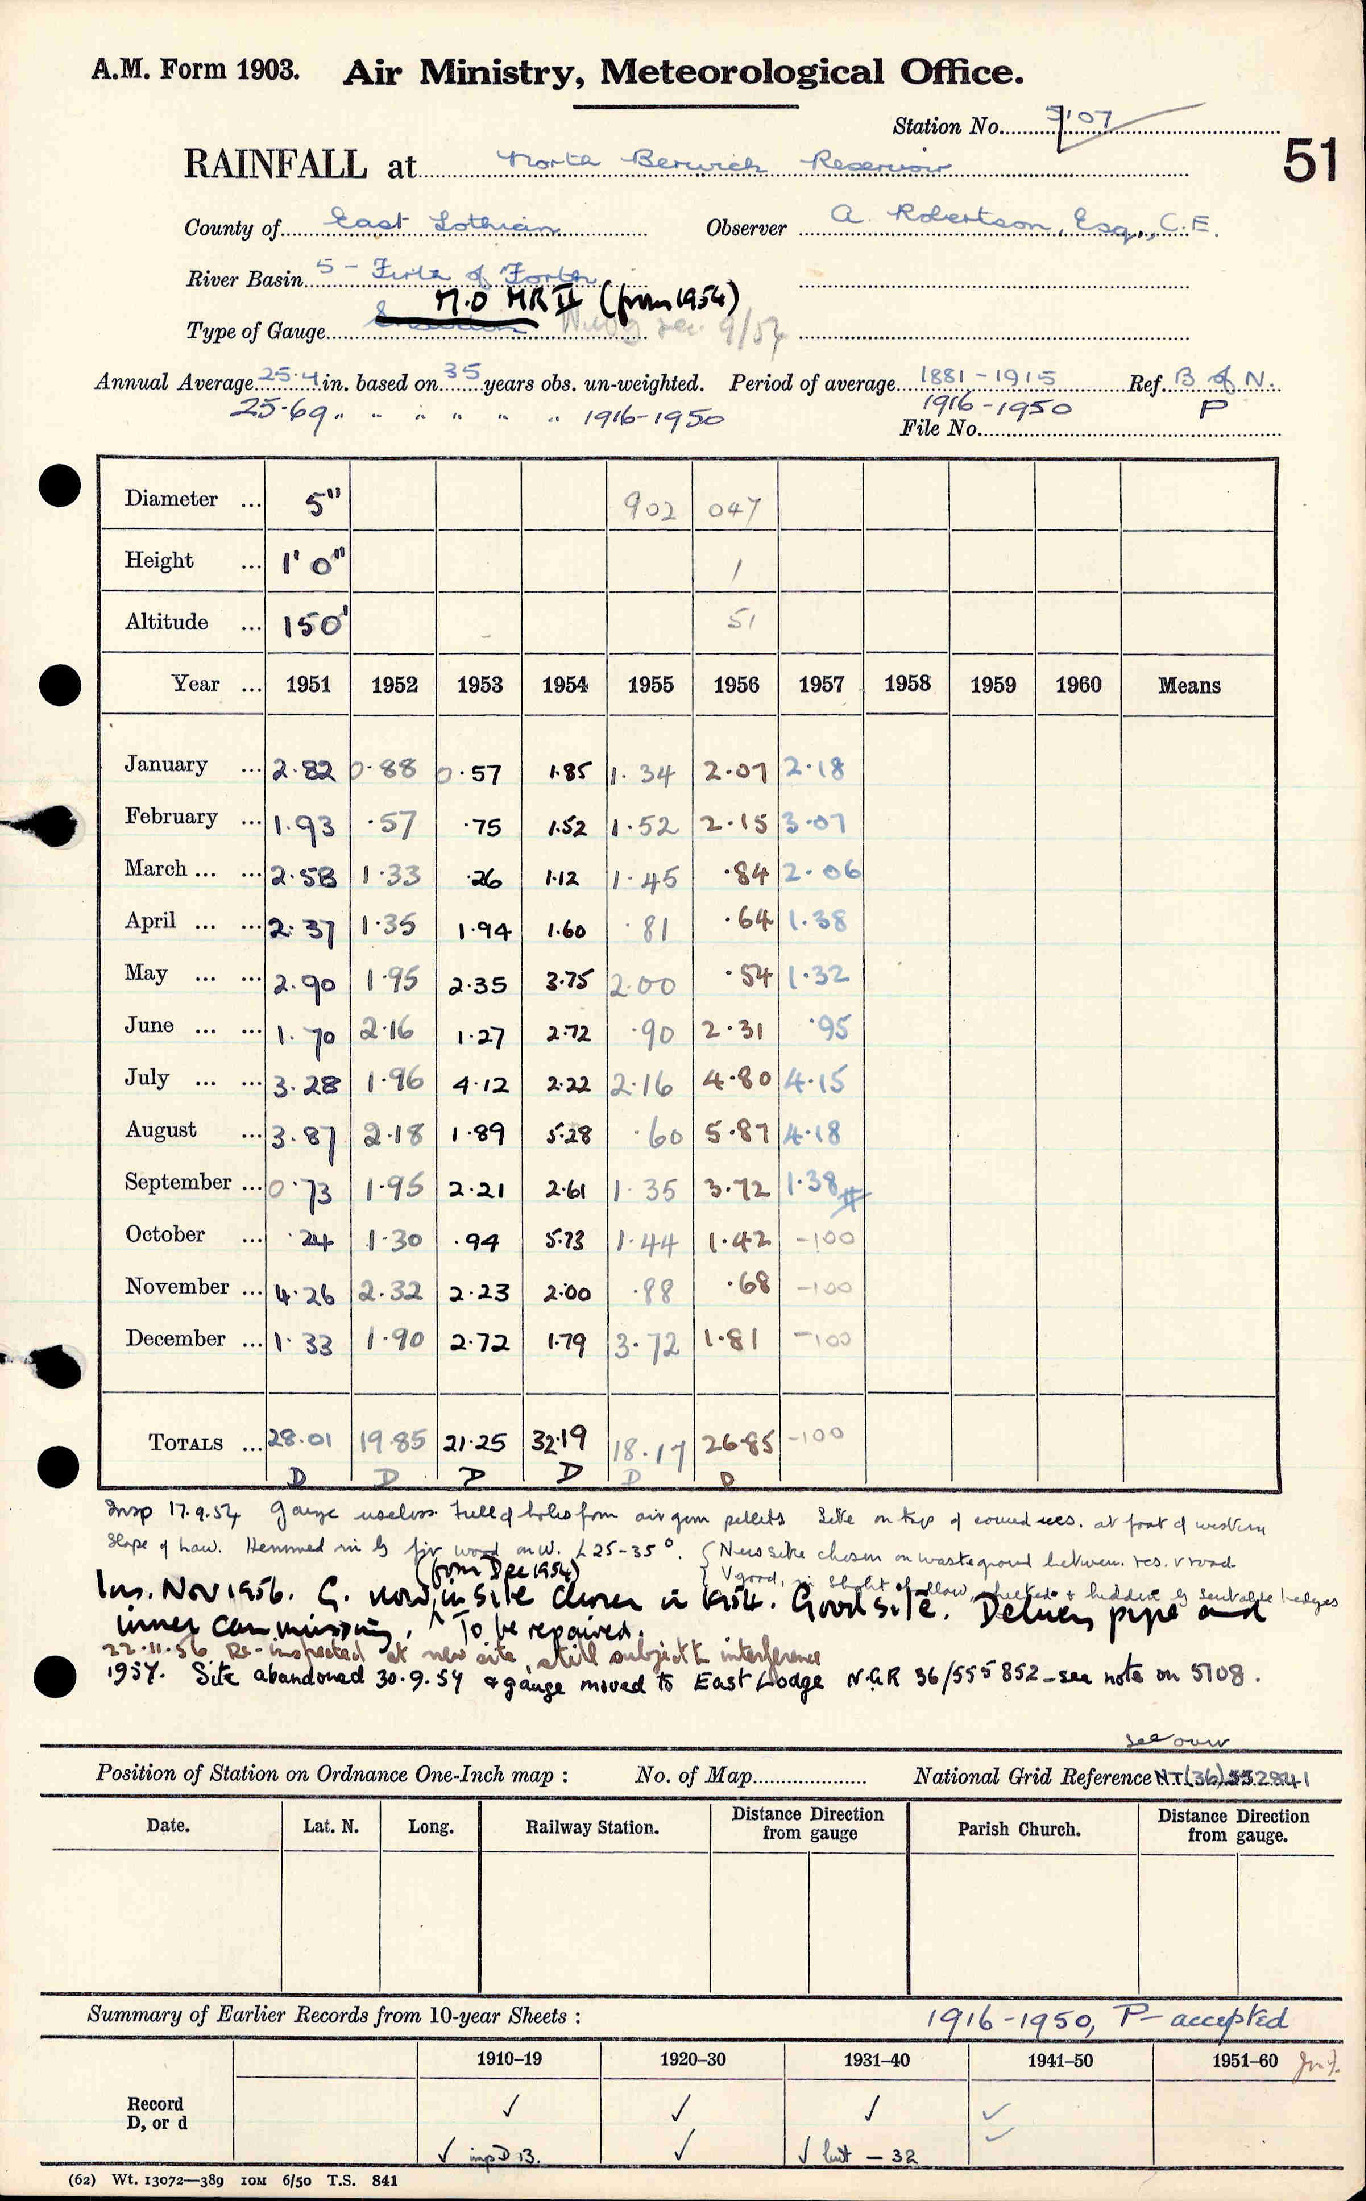 A.M. Form 1903. Air Ministry, Meteorological Office.
Station No. 5107
RAINFALL at North Berwick Reservoir 51
County of East Lothian Observer A. Robertson, Esq., C.E.
River Basin 5 - Firth of Forth
M.O MK II (from 1954)
Type of Gauge 9/54
Annual Average 25.4 in. based on 35 years obs. un-weighted. Period of average 1881-1915 Ref. B of N.
25.69 " " " " " " 1916-1950 1916-1950 P
File No.
Diameter ... 5" 902 047
Height ... 1' 0" 1
Altitude ... 150' 51
Year ... 1951 1952 1953 1954 1955 1956 1957 1958 1959 1960 Means
January ... 2.82 0.88 0.57 1.85 1.34 2.07 2.18
February ... 1.93 .57 .75 1.52 1.52 2.15 3.07
March ... ... 2.58 1.33 .26 1.12 1.45 .84 2.06
April ... ... 2.37 1.35 1.94 1.60 .81 .64 1.38
May ... ... 2.90 1.95 2.35 3.75 2.00 .54 1.32
June ... ... 1.70 2.16 1.27 2.72 .90 2.31 .95
July ... ... 3.28 1.96 4.12 2.22 2.16 4.80 4.15
August ... 3.87 2.18 1.89 5.28 .60 5.87 4.18
September ... 0.73 1.95 2.21 2.61 1.35 3.72 1.38 #
October ... .24 1.30 .94 5.73 1.44 1.42 -100
November ... 4.26 2.32 2.23 2.00 .88 .68 -100
December ... 1.33 1.90 2.72 1.79 3.72 1.81 -100
TOTALS ... 28.01 19.85 21.25 32.19 18.17 26.85 -100
D D D D D D
Insp 17.9.54 Gauge useless. Full of holes from air gun pellets Site on top of covered res. at foot of western
slope of Law. Hemmed in by fir wood on W. ∠25-35°. { New site chosen on waste ground between res. & road
(from Dec 1954) V good, in & hidden by suitable hedges
Ins. Nov 1956. G. now in site chosen in 1954. Good site. Delivery pipe and
inner can missing. ^ To be repaired.
22.11.56 Re-inspected at new site, still subject to interference
1957. Site abandoned 30.9.57 & gauge moved to East Lodge N.G.R 36/555 852 - see note on 5108.
see over
Position of Station on Ordnance One-Inch map : No. of Map National Grid Reference NT(36)552841
Date. Lat. N. Long. Railway Station. Distance Direction from gauge Parish Church. Distance Direction from gauge.
Summary of Earlier Records from 10-year Sheets : 1916-1950, P - accepted
1910-19 1920-30 1931-40 1941-50 1951-60
Record ✓ ✓ ✓ ✓
D, or d ✓ imp D 13. ✓ ✓ but - 32 ✓
(62) Wt. 13072—389 10M 6/50 T.S. 841